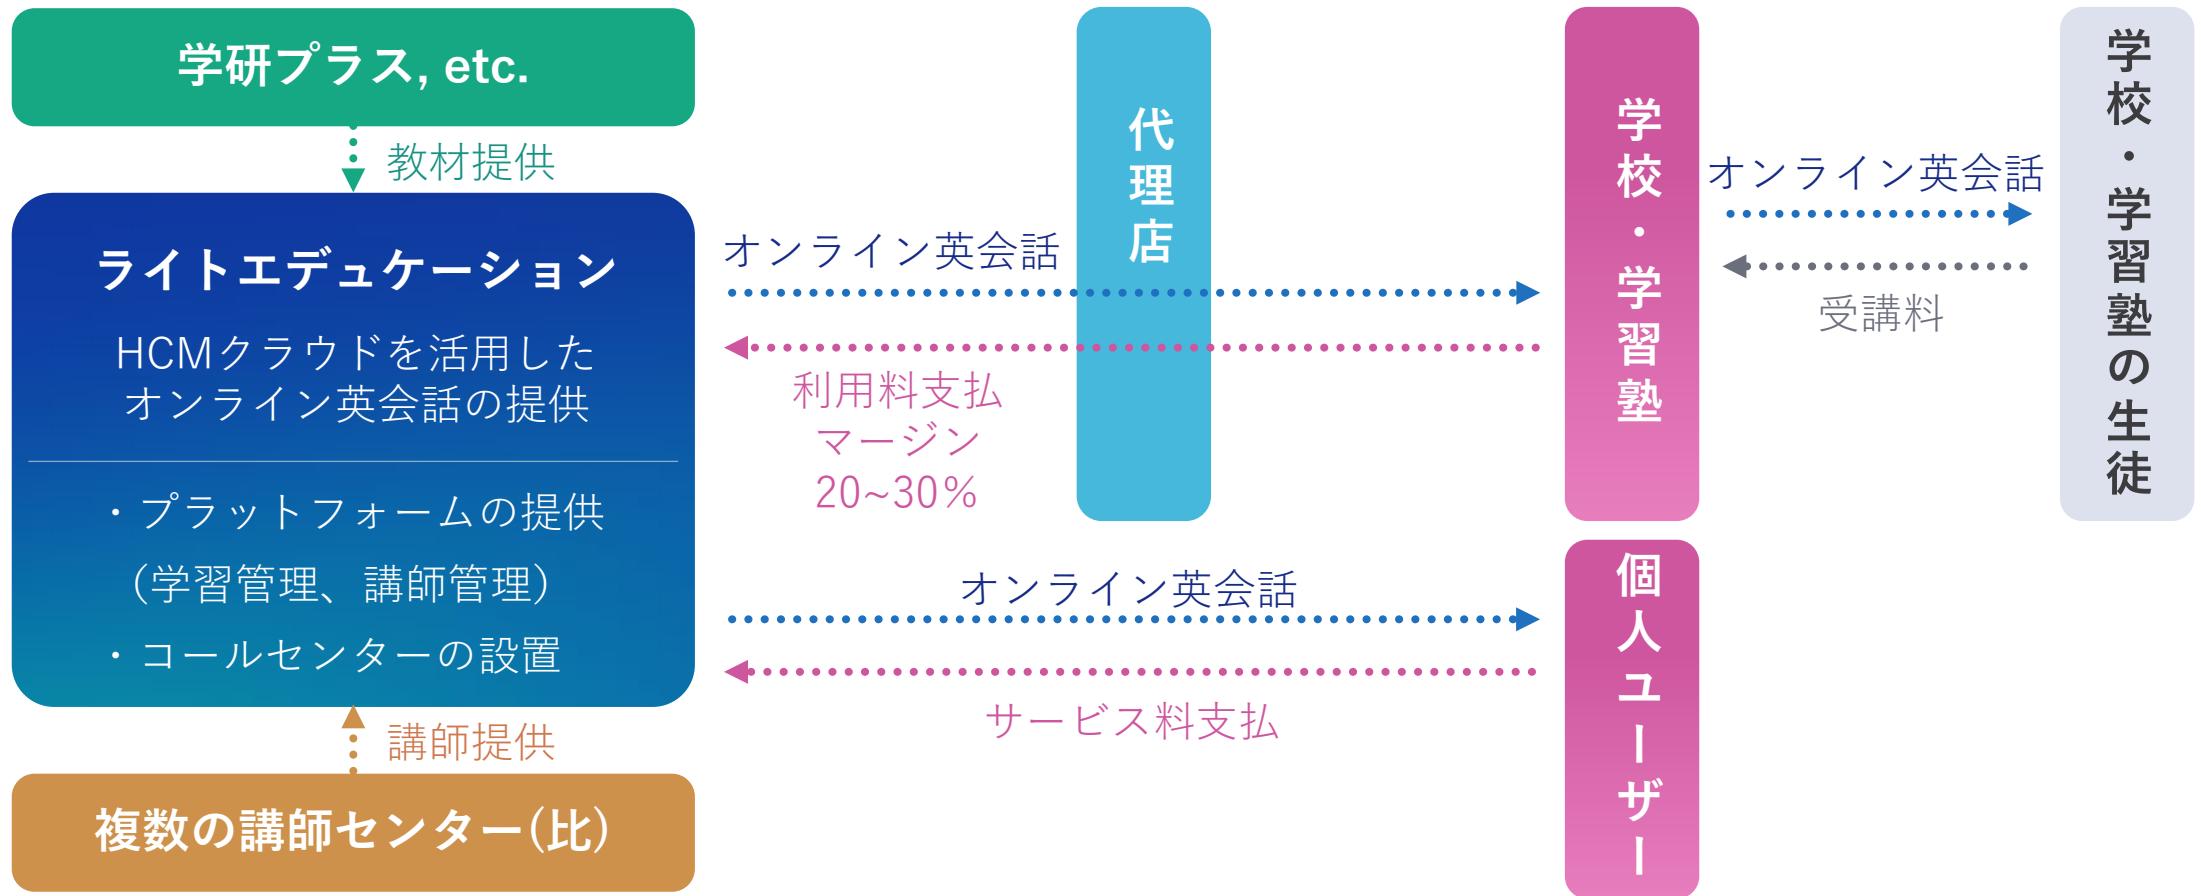 学研プラス, etc.
教材提供
ライトエデュケーション
HCMクラウドを活用した
オンライン英会話の提供
・プラットフォームの提供
（学習管理、講師管理）
・コールセンターの設置
講師提供
複数の講師センター(比)
オンライン英会話
利用料支払
マージン
20~30%
代理店
オンライン英会話
サービス料支払
学校・学習塾
個人ユーザー
オンライン英会話
受講料
学校・学習塾の生徒